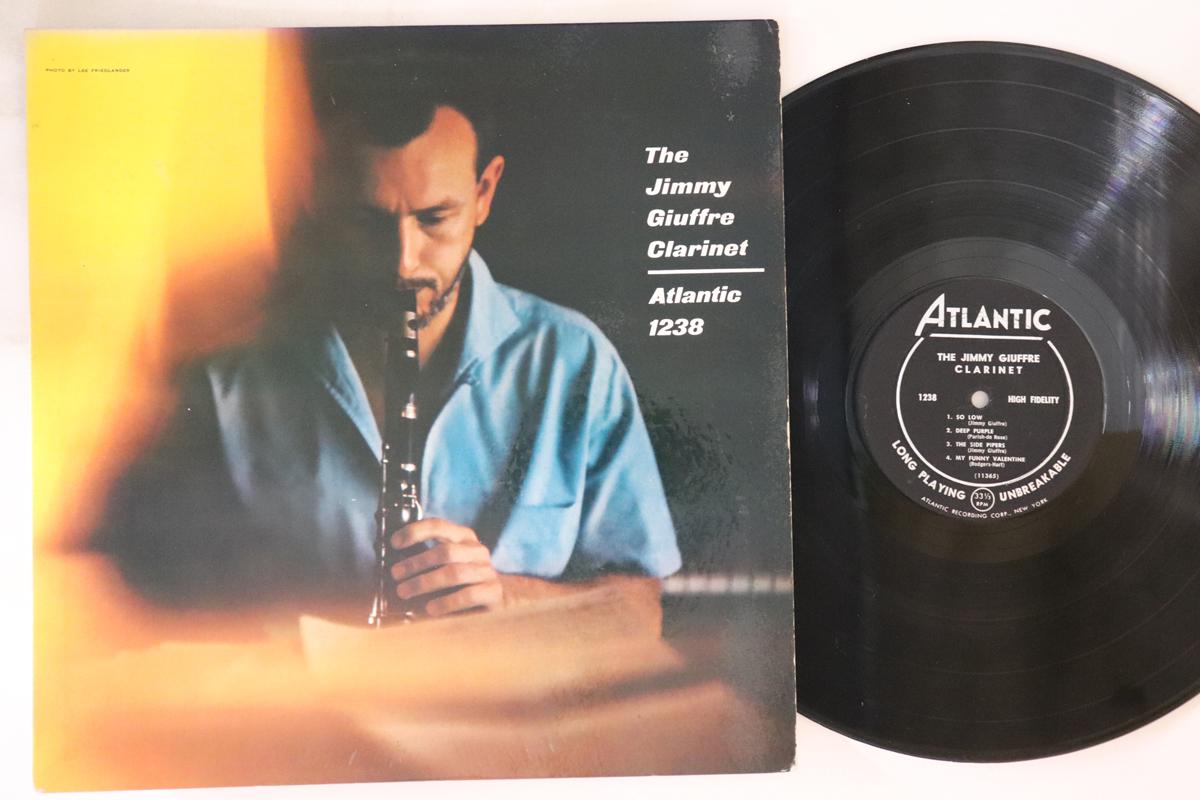 PHOTO BY LEE FRIEDLANDER
The
Jimmy
Giuffre
Clarinet
Atlantic
1238
ATLANTIC
THE JIMMY GIUFFRE
CLARINET
1238 HIGH FIDELITY
1. SO LOW
(Jimmy Giuffre)
2. DEEP PURPLE
(Parish-de Rose)
3. THE SIDE PIPERS
(Jimmy Giuffre)
4. MY FUNNY VALENTINE
(Rodgers-Hart)
(11365)
LONG PLAYING 33⅓ RPM UNBREAKABLE
ATLANTIC RECORDING CORP., NEW YORK